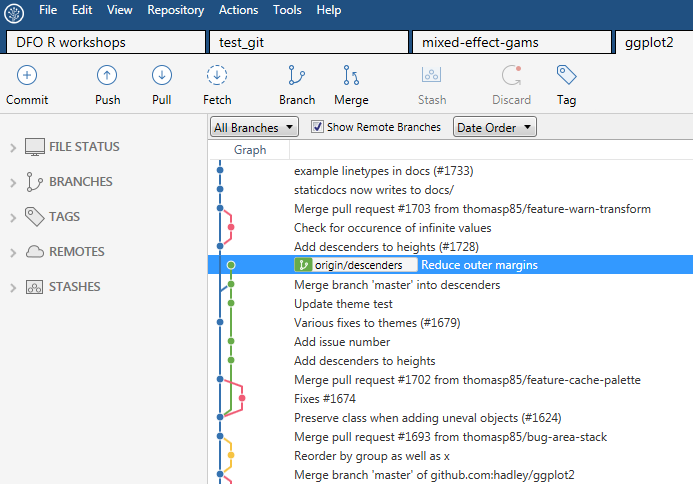 File Edit View Repository Actions Tools Help
DFO R workshops test_git mixed-effect-gams ggplot2
Commit Push Pull Fetch Branch Merge Stash Discard Tag
All Branches Show Remote Branches Date Order
FILE STATUS
BRANCHES
TAGS
REMOTES
STASHES
Graph
example linetypes in docs (#1733)
staticdocs now writes to docs/
Merge pull request #1703 from thomasp85/feature-warn-transform
Check for occurence of infinite values
Add descenders to heights (#1728)
origin/descenders Reduce outer margins
Merge branch 'master' into descenders
Update theme test
Various fixes to themes (#1679)
Add issue number
Add descenders to heights
Merge pull request #1702 from thomasp85/feature-cache-palette
Fixes #1674
Preserve class when adding uneval objects (#1624)
Merge pull request #1693 from thomasp85/bug-area-stack
Reorder by group as well as x
Merge branch 'master' of github.com:hadley/ggplot2